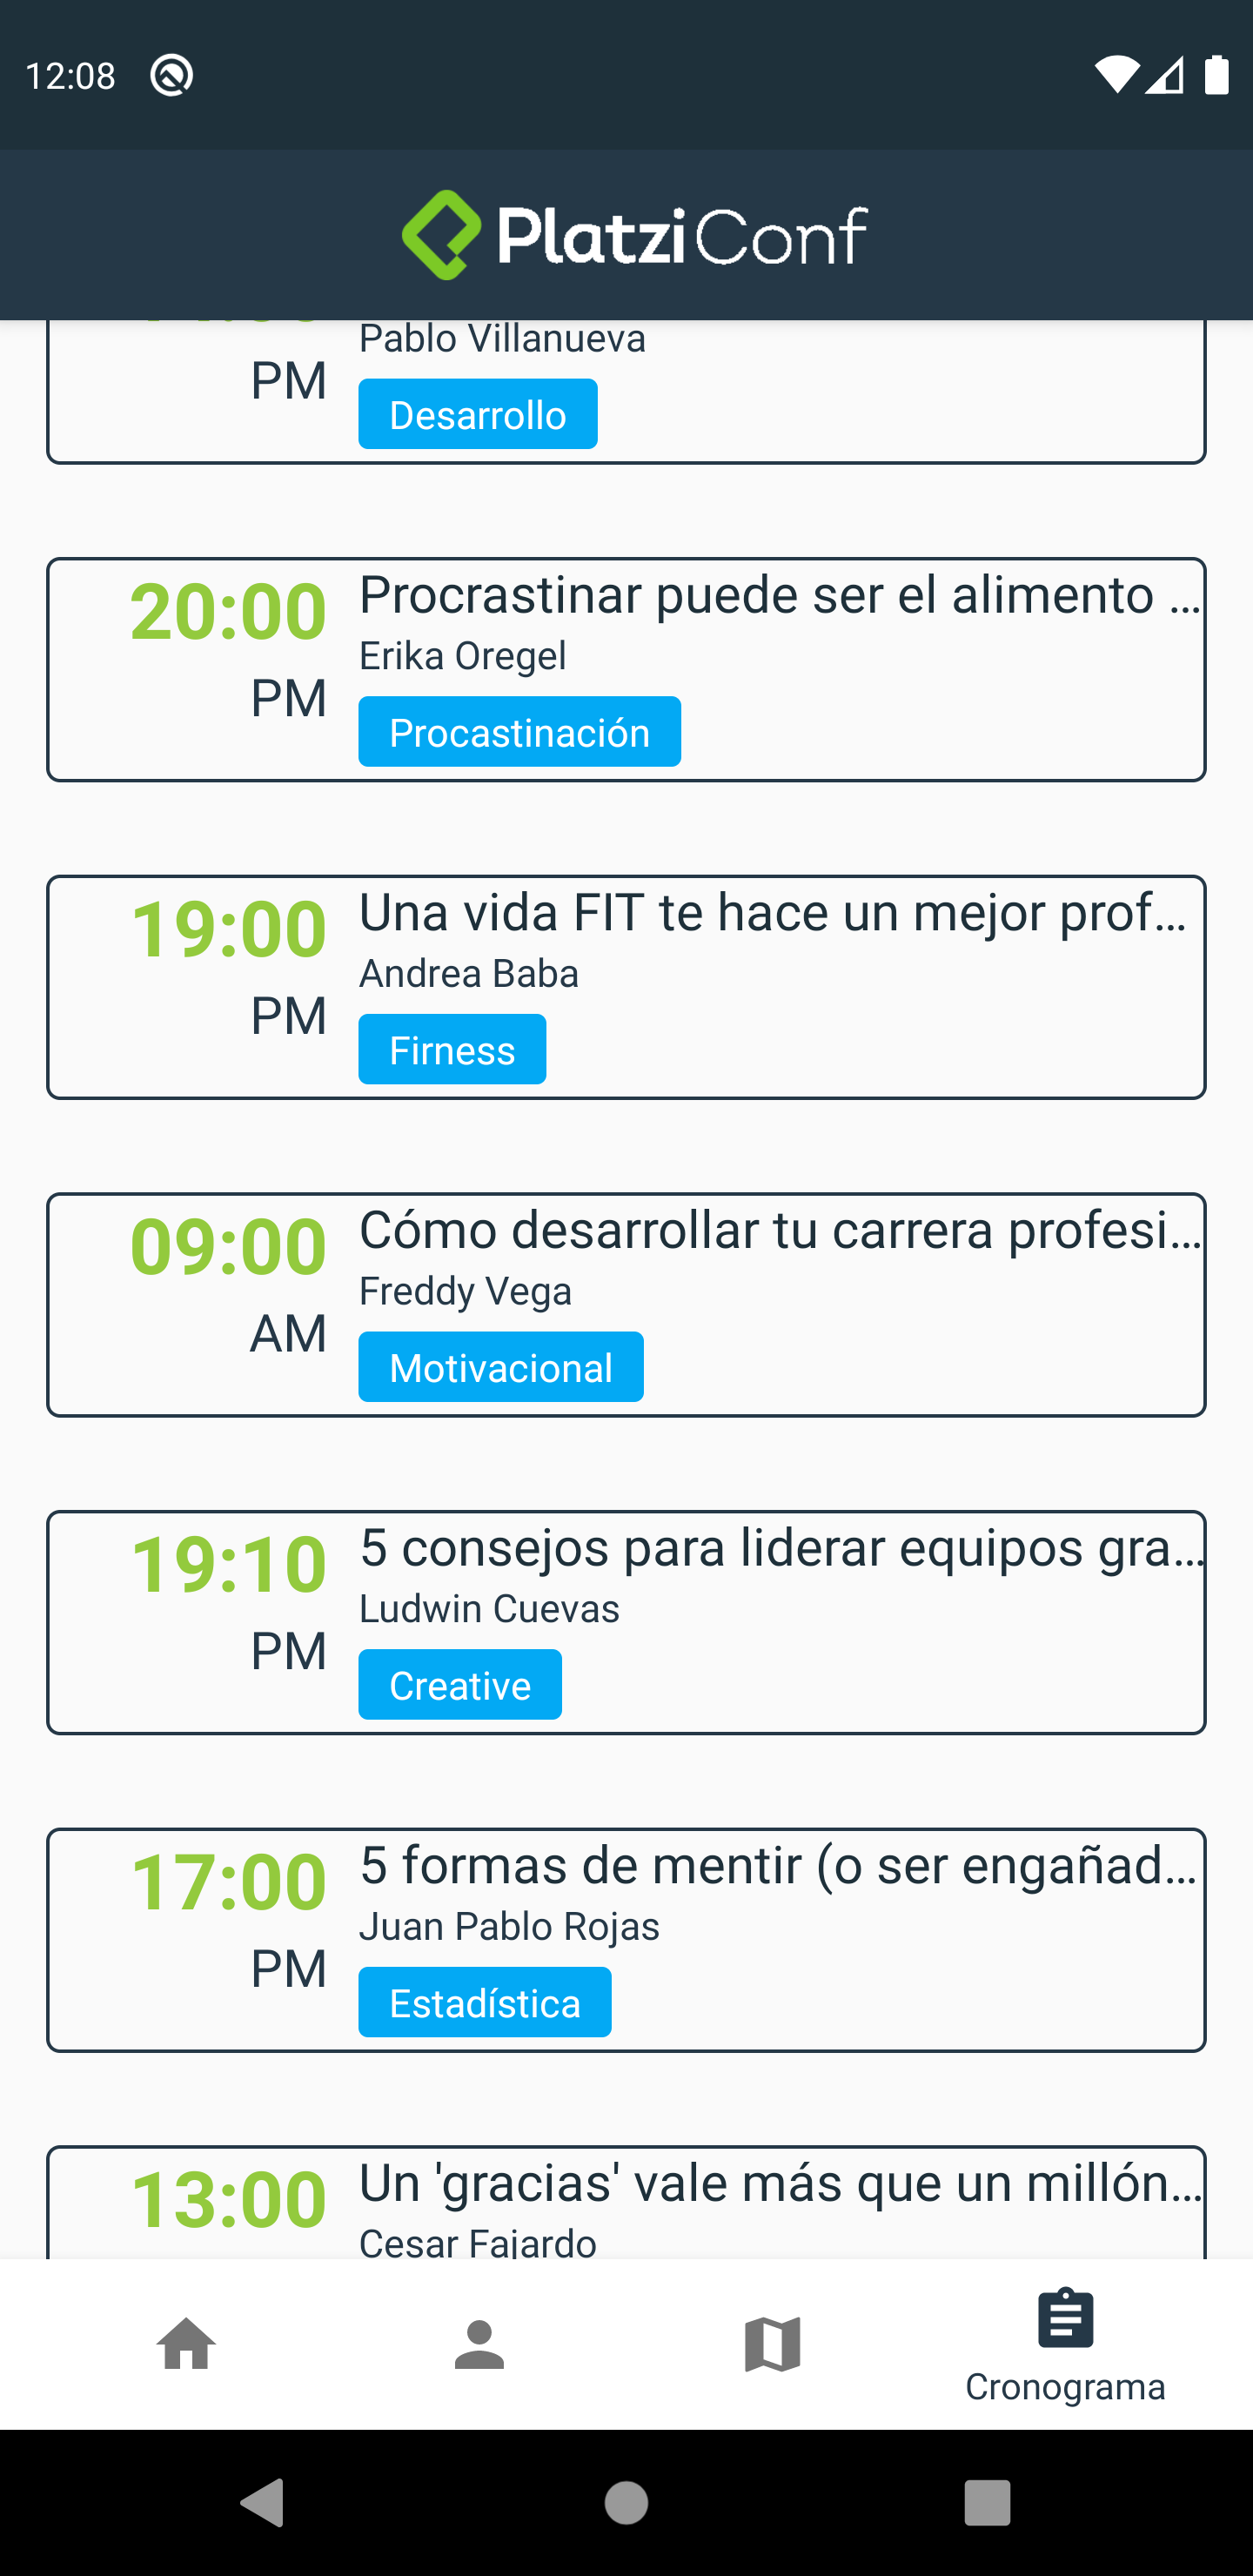 12:08
Platzi Conf
Pablo Villanueva
PM
Desarrollo
20:00
PM
Procrastinar puede ser el alimento ...
Erika Oregel
Procastinación
19:00
PM
Una vida FIT te hace un mejor prof...
Andrea Baba
Firness
09:00
AM
Cómo desarrollar tu carrera profesi...
Freddy Vega
Motivacional
19:10
PM
5 consejos para liderar equipos gra...
Ludwin Cuevas
Creative
17:00
PM
5 formas de mentir (o ser engañad...
Juan Pablo Rojas
Estadística
13:00
Un 'gracias' vale más que un millón...
Cesar Fajardo
Cronograma